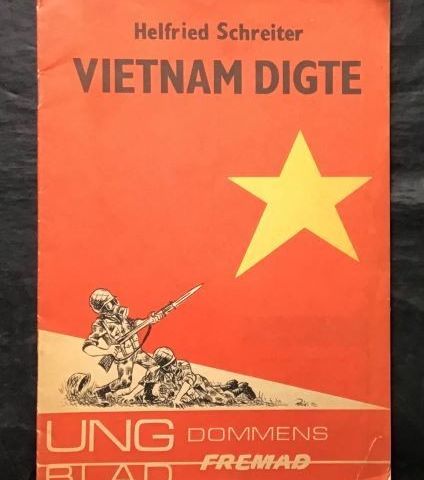 Helfried Schreiter
VIETNAM DIGTE
UNG DOMMENS
BLAD FREMAD